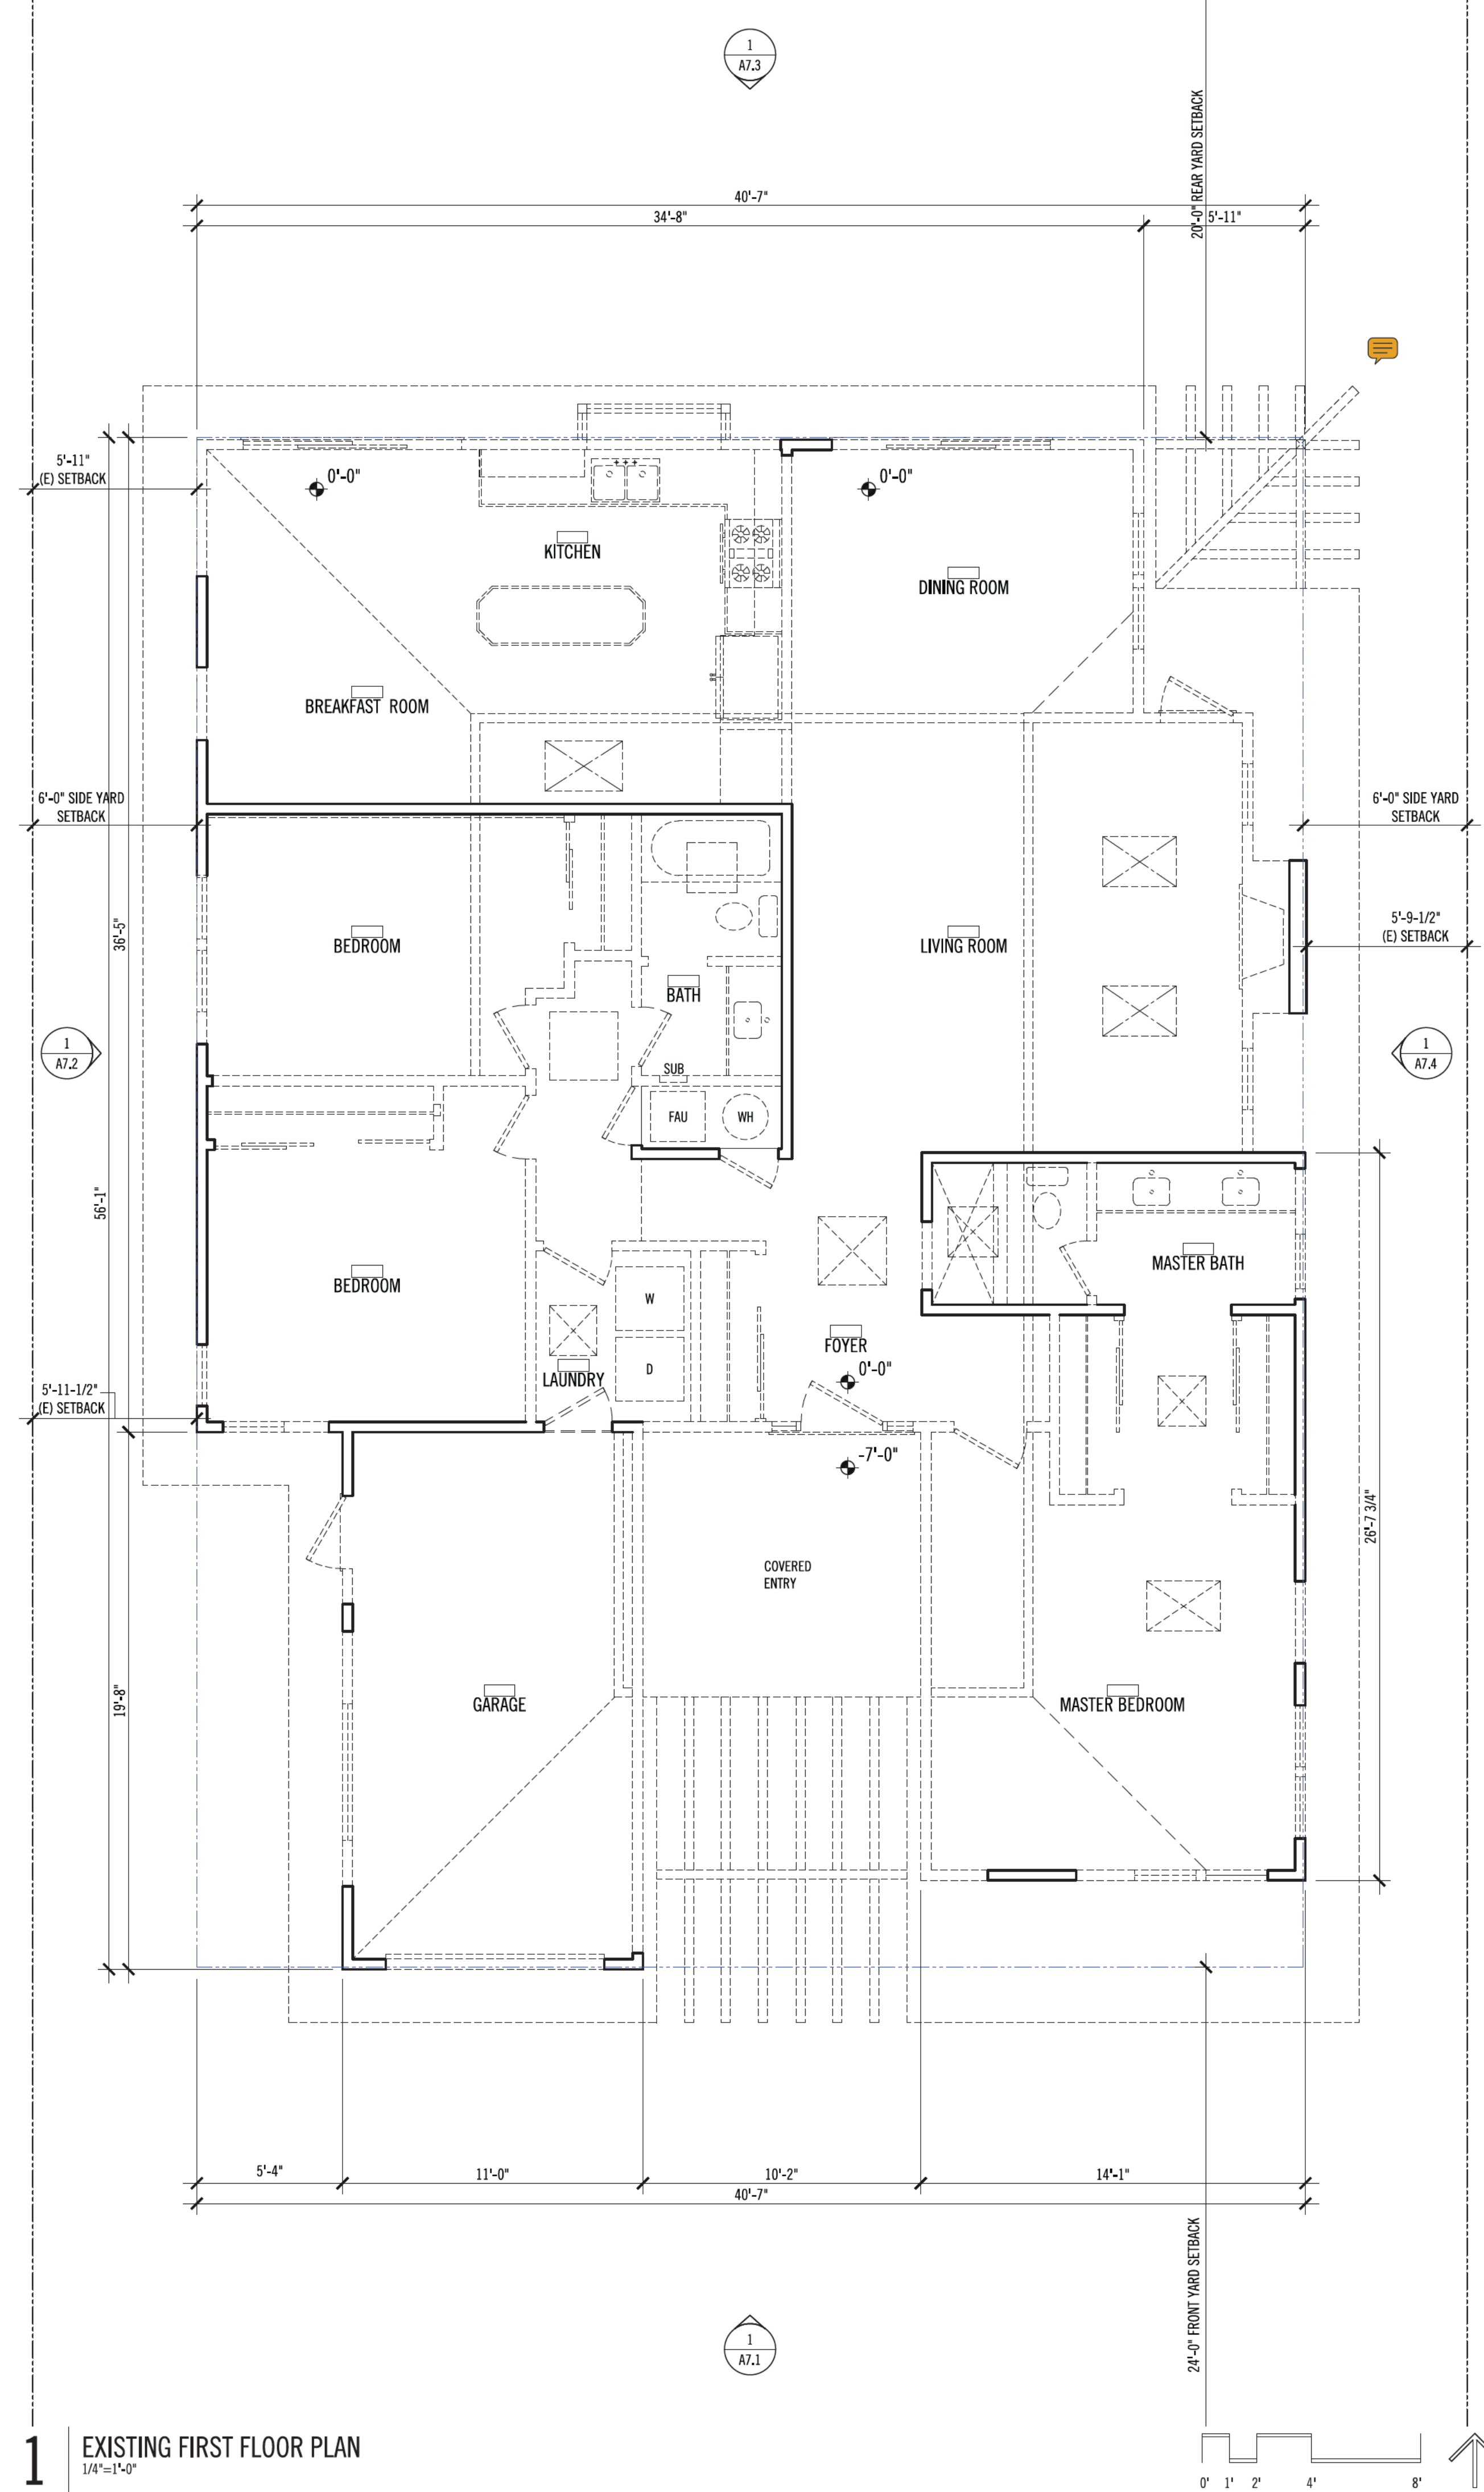 1
A7.3
20'-0" REAR YARD SETBACK
40'-7"
34'-8"
5'-11"
5'-11"
(E) SETBACK
0'-0"
0'-0"
KITCHEN
DINING ROOM
BREAKFAST ROOM
6'-0" SIDE YARD
SETBACK
6'-0" SIDE YARD
SETBACK
36'-5"
BEDROOM
LIVING ROOM
5'-9-1/2"
(E) SETBACK
BATH
1
A7.2
1
A7.4
SUB
FAU
WH
56'-1"
MASTER BATH
BEDROOM
W
FOYER
D
LAUNDRY
0'-0"
5'-11-1/2"
(E) SETBACK
-7'-0"
26'-7 3/4"
COVERED
ENTRY
19'-8"
GARAGE
MASTER BEDROOM
5'-4"
11'-0"
10'-2"
14'-1"
40'-7"
24'-0" FRONT YARD SETBACK
1
A7.1
1
EXISTING FIRST FLOOR PLAN
1/4"=1'-0"
0' 1' 2' 4' 8'